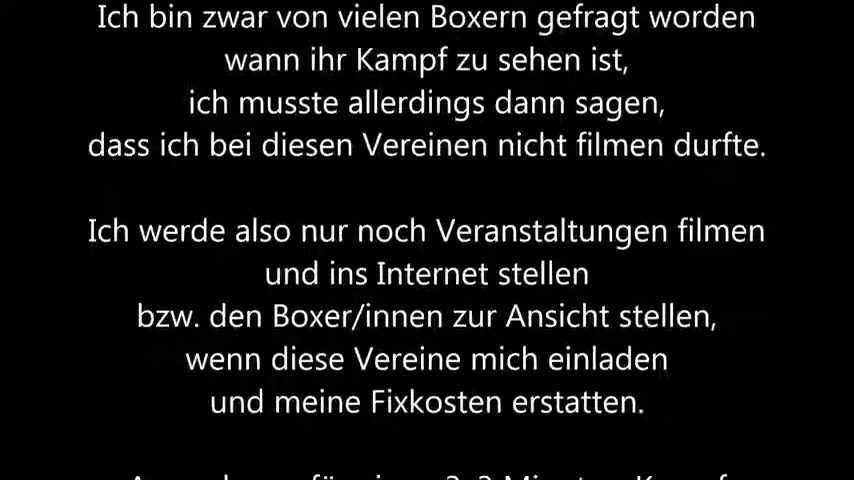 Ich bin zwar von vielen Boxern gefragt worden
wann ihr Kampf zu sehen ist,
ich musste allerdings dann sagen,
dass ich bei diesen Vereinen nicht filmen durfte.
Ich werde also nur noch Veranstaltungen filmen
und ins Internet stellen
bzw. den Boxer/innen zur Ansicht stellen,
wenn diese Vereine mich einladen
und meine Fixkosten erstatten.